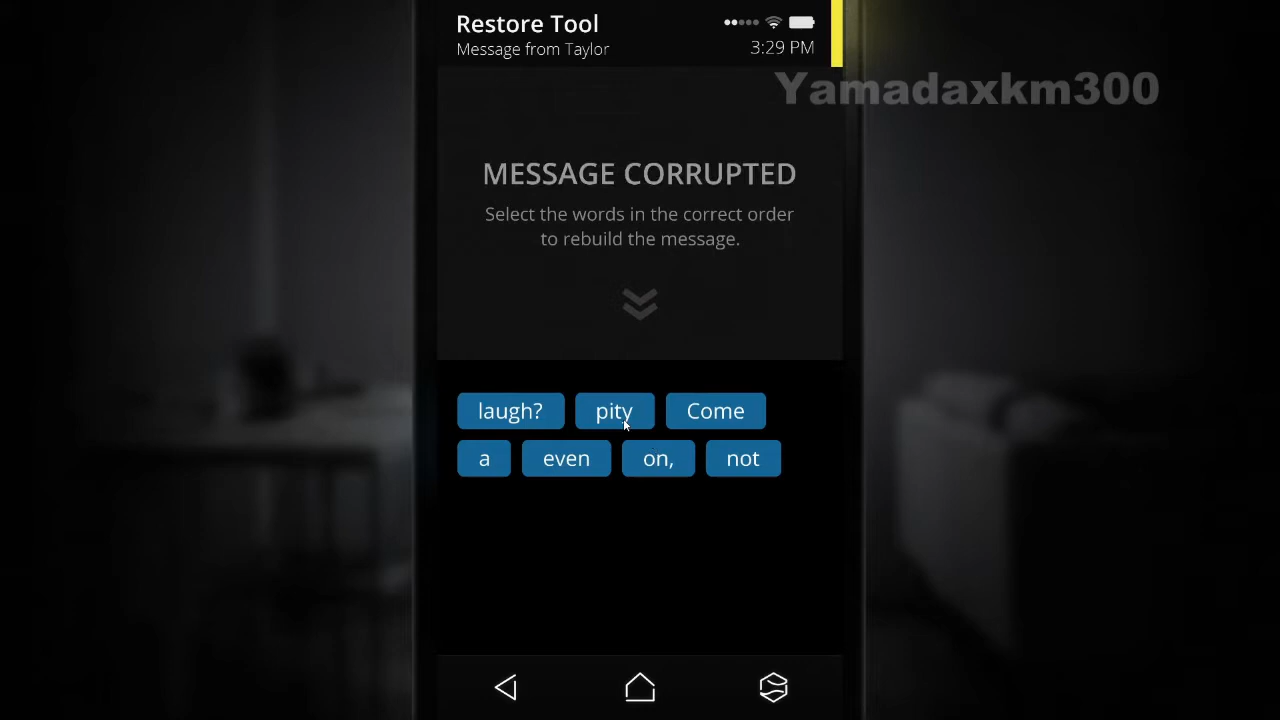 Restore Tool
Message from Taylor
3:29 PM
Yamadaxkm300
MESSAGE CORRUPTED
Select the words in the correct order
to rebuild the message.
laugh? pity Come
a even on, not